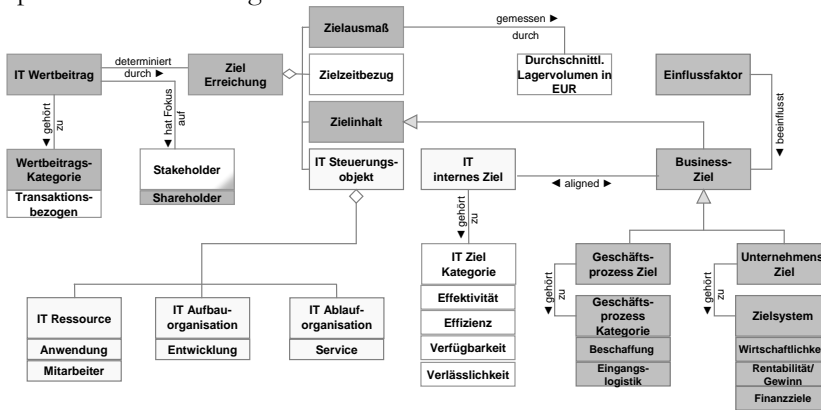 Zielausmaß
gemessen
durch
Durchschnittl.
Lagervolumen in
EUR
IT Wertbeitrag
determiniert
durch ►
Ziel
Erreichung
Zielzeitbezug
Einflussfaktor
◄ gehört
zu
◄ hat Fokus
auf
Zielinhalt
◄ beeinflusst
Wertbeitrags-
Kategorie
Transaktions-
bezogen
Stakeholder
Shareholder
IT Steuerungs-
objekt
IT
internes Ziel
◄ aligned ►
Business-
Ziel
◄ gehört
zu
IT Ziel
Kategorie
Effektivität
Effizienz
Verfügbarkeit
Verlässlichkeit
Geschäfts-
prozess Ziel
◄ gehört
zu
Geschäfts-
prozess
Kategorie
Beschaffung
Eingangs-
logistik
Unternehmens
Ziel
◄ gehört
zu
Zielsystem
Wirtschaftlichke
Rentabilität/
Gewinn
Finanzziele
IT Ressource
Anwendung
Mitarbeiter
IT Aufbau-
organisation
Entwicklung
IT Ablauf-
organisation
Service